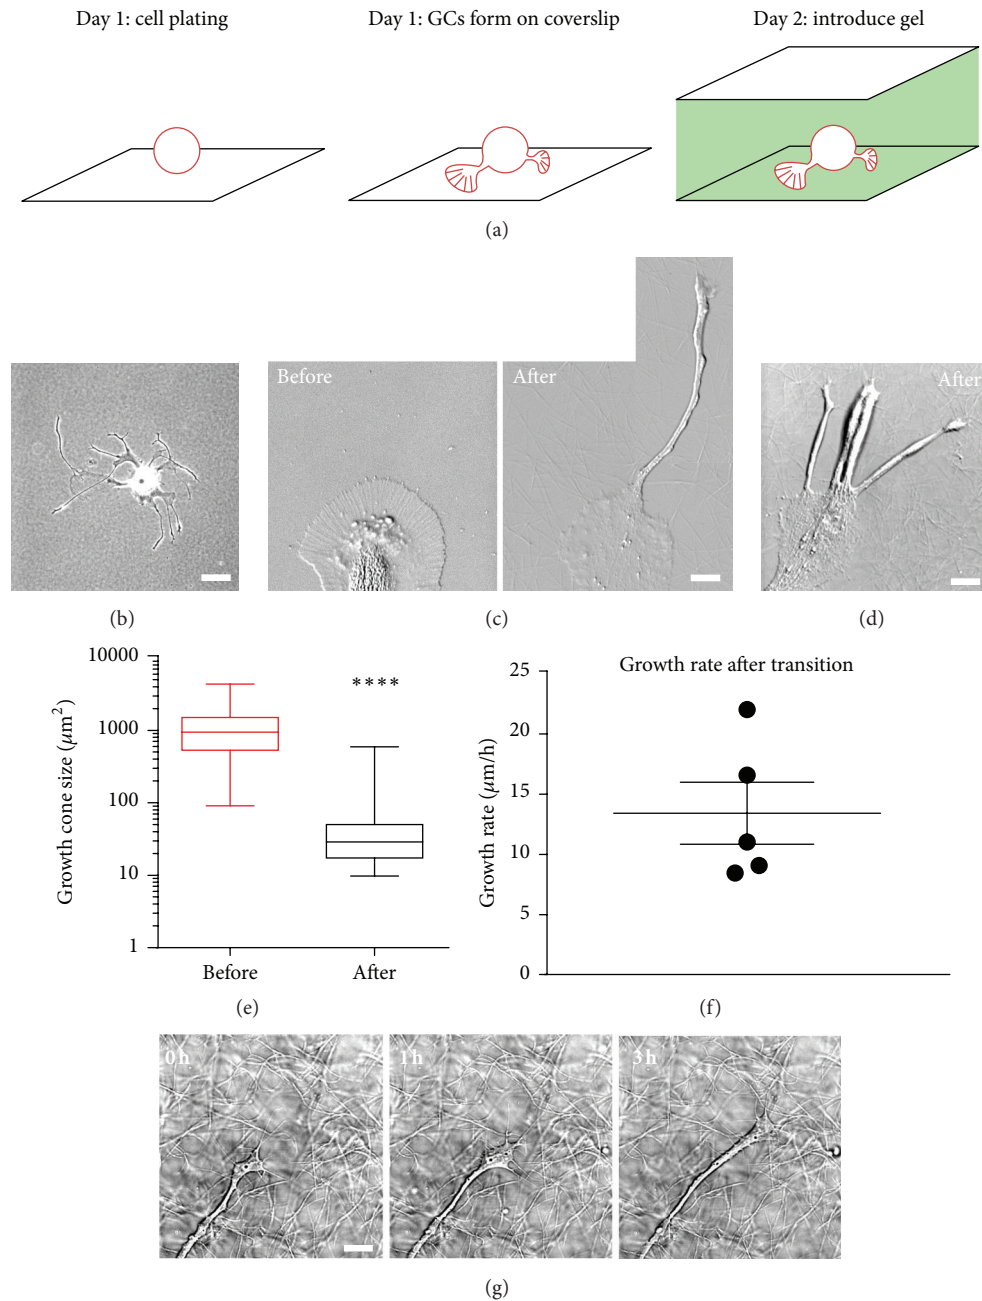 Day 1: cell plating
Day 1: GCs form on coverslip
Day 2: introduce gel
(a)
Before
After
After
(b)
(c)
(d)
10000
1000
100
10
1
Growth cone size (μm²)
****
Before
After
(e)
Growth rate after transition
25
20
15
10
5
0
Growth rate (μm/h)
(f)
0 h
1 h
3 h
(g)